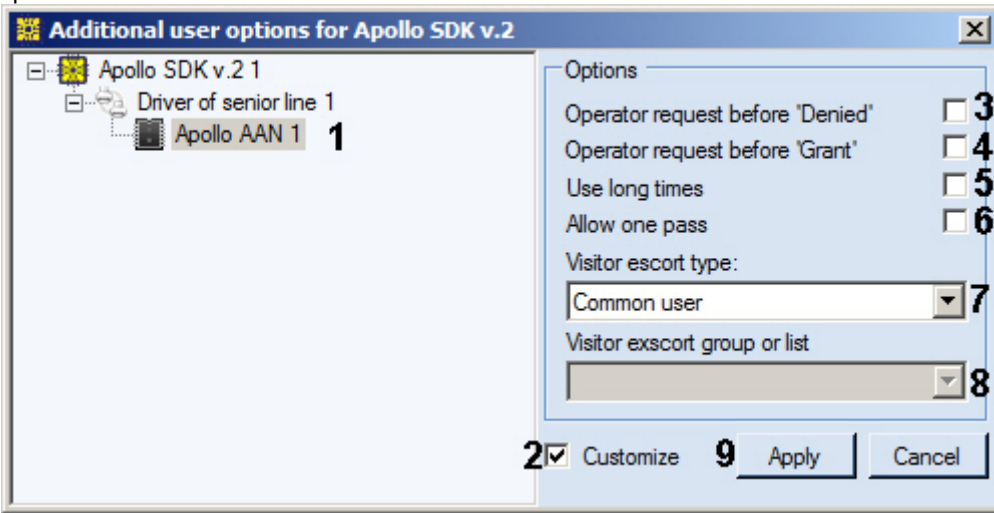 Additional user options for Apollo SDK v.2
Apollo SDK v.2 1
Driver of senior line 1
Apollo AAN 1 1
Options
Operator request before 'Denied' 3
Operator request before 'Grant' 4
Use long times 5
Allow one pass 6
Visitor escort type:
Common user 7
Visitor exscort group or list
8
2 Customize 9 Apply Cancel